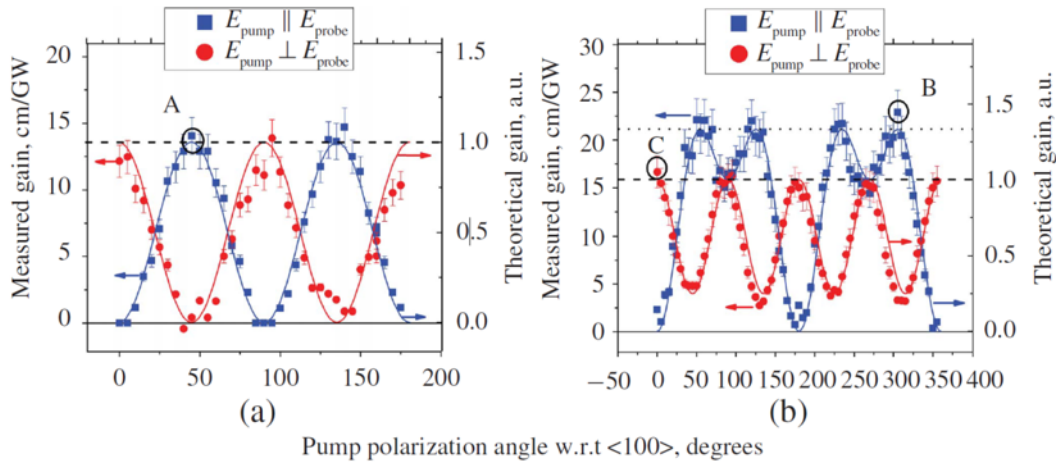 E_pump ∥ E_probe
E_pump ⊥ E_probe
A
Measured gain, cm/GW
20
15
10
5
0
1.5
1.0
0.5
0.0
Theoretical gain, a.u.
0 50 100 150 200
(a)
E_pump ∥ E_probe
E_pump ⊥ E_probe
B
C
Measured gain, cm/GW
30
25
20
15
10
5
0
1.5
1.0
0.5
0.0
Theoretical gain, a.u.
−50 0 50 100 150 200 250 300 350 400
(b)
Pump polarization angle w.r.t <100>, degrees